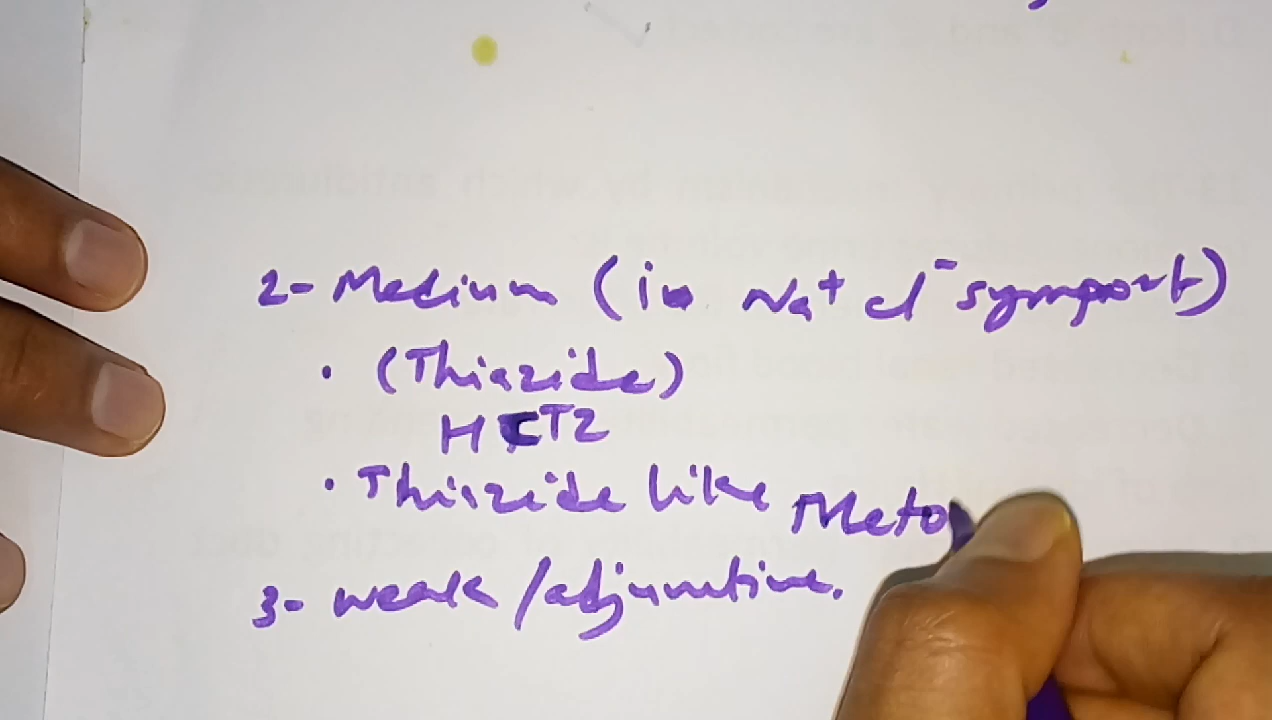 2- Medium (in Na+ cl- symport)
• (Thiazide)
HCTZ
• Thiazide like Meto
3- weak/adjunctive.